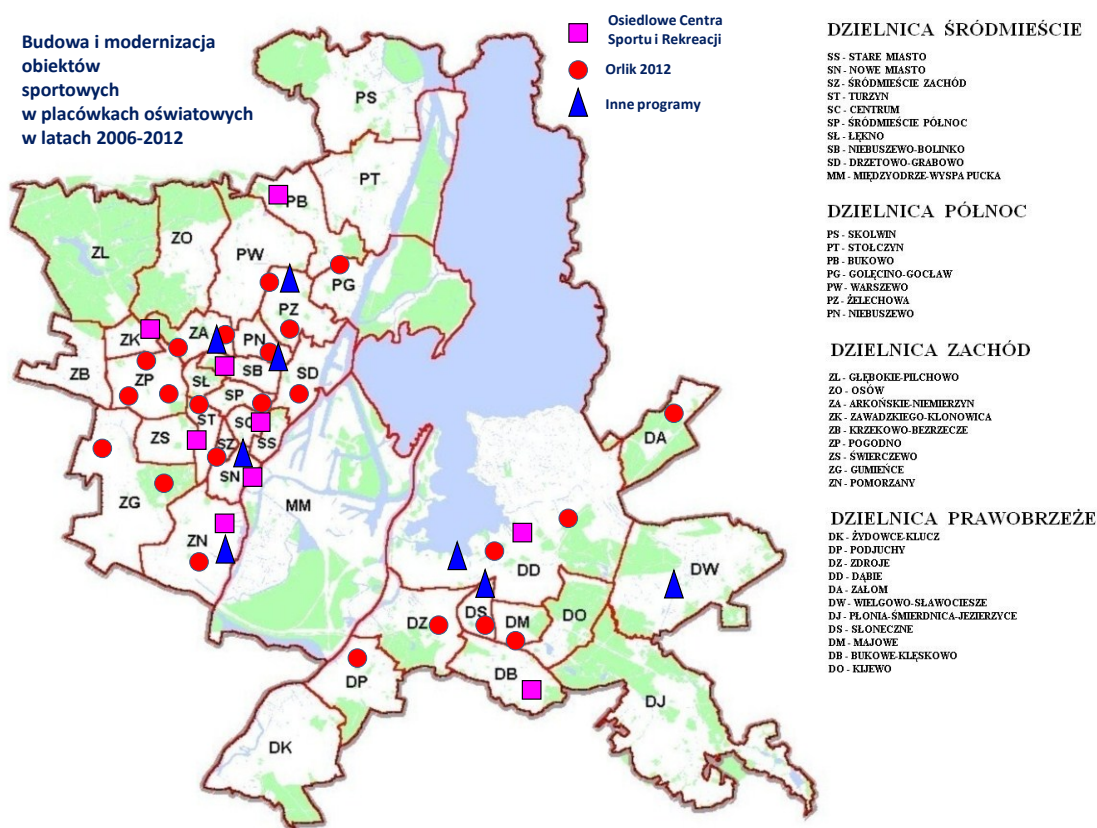 Budowa i modernizacja
obiektów
sportowych
w placówkach oświatowych
w latach 2006-2012
Osiedlowe Centra
Sportu i Rekreacji
Orlik 2012
Inne programy
DZIELNICA ŚRÓDMIEŚCIE
SS - STARE MIASTO
SN - NOWE MIASTO
SZ - ŚRÓDMIEŚCIE ZACHÓD
ST - TURZYN
SC - CENTRUM
SP - ŚRÓDMIEŚCIE PÓŁNOC
SŁ - ŁĘKNO
SB - NIEBUSZEWO-BOLINKO
SD - DRZETOWO-GRABOWO
MM - MIĘDZYODRZE-WYSPA PUCKA
DZIELNICA PÓŁNOC
PS - SKOLWIN
PT - STOŁCZYN
PB - BUKOWO
PG - GOLĘCINO-GOCŁAW
PW - WARSZEWO
PZ - ŻELECHOWA
PN - NIEBUSZEWO
DZIELNICA ZACHÓD
ZL - GŁĘBOKIE-PILCHOWO
ZO - OSÓW
ZA - ARKOŃSKIE-NIEMIERZYN
ZK - ZAWADZKIEGO-KLONOWICA
ZB - KRZEKOWO-BEZRZECZE
ZP - POGODNO
ZS - ŚWIERCZEWO
ZG - GUMIEŃCE
ZN - POMORZANY
DZIELNICA PRAWOBRZEŻE
DK - ŻYDOWCE-KLUCZ
DP - PODJUCHY
DZ - ZDROJE
DD - DĄBIE
DA - ZAŁOM
DW - WIELGOWO-SŁAWOCIESZE
DJ - PŁONIA-ŚMIERDNICA-JEZIERZYCE
DS - SŁONECZNE
DM - MAJOWE
DB - BUKOWE-KLĘSKOWO
DO - KIJEWO
PS
PT
PB
ZL
ZO
PW
PG
PZ
ZK
ZA
PN
ZB
ZP
SŁ
SB
SD
SP
ST
SC
ZS
SZ
SS
DA
SN
ZG
MM
ZN
DD
DW
DZ
DS
DM
DO
DP
DB
DJ
DK